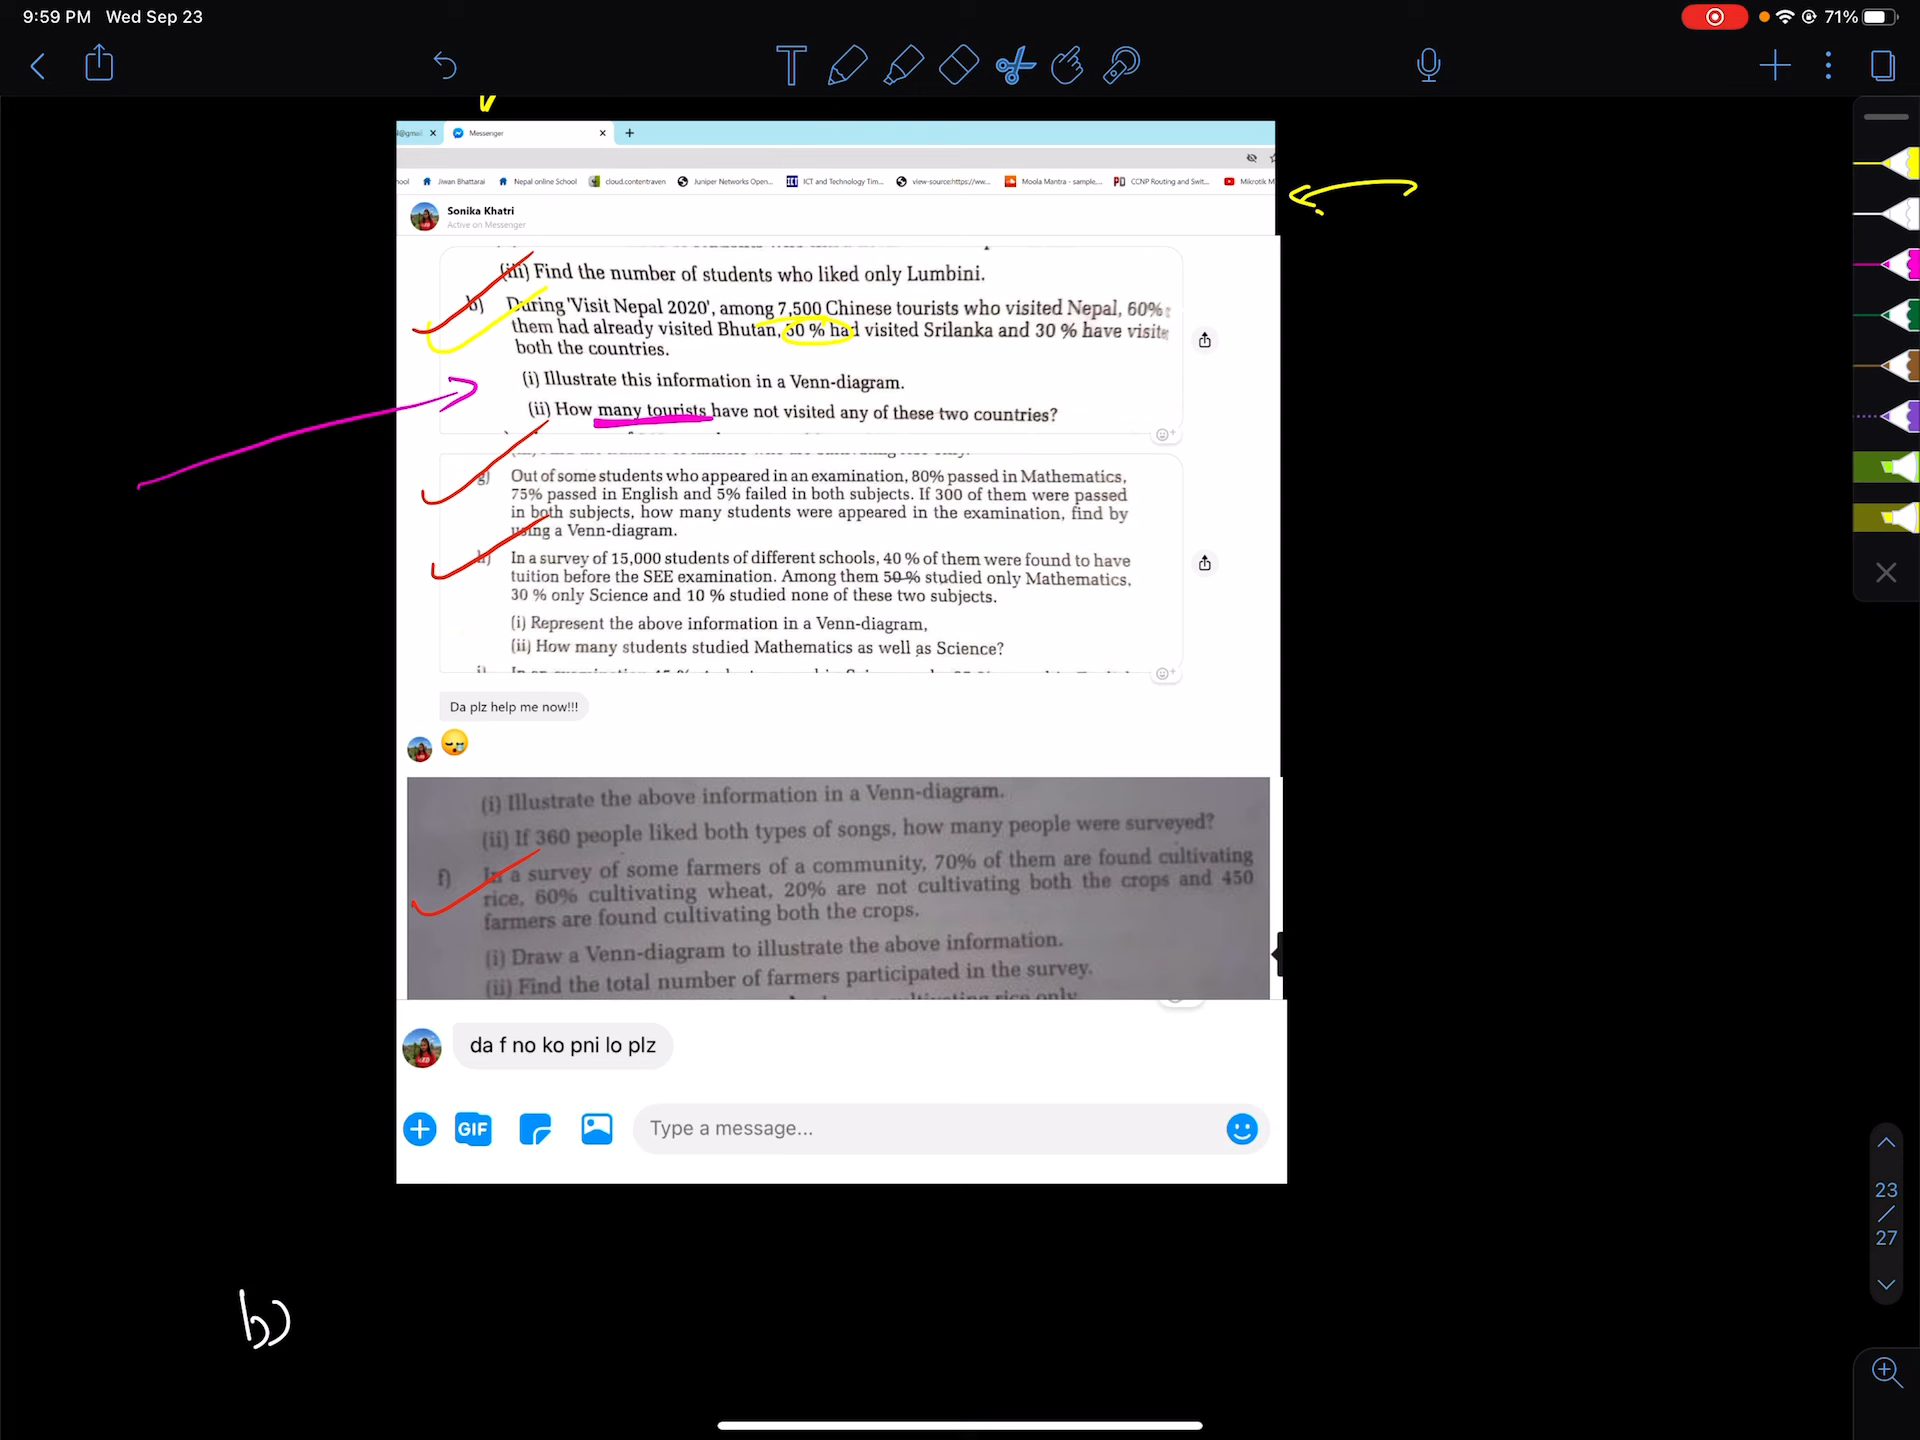 9:59 PM Wed Sep 23
71%
@gmai
Messenger
hool
Jiwan Bhattarai
Nepal online School
cloud.contentraven
Juniper Networks Open...
ICT and Technology Tim...
view-source:https://ww...
Moola Mantra - sample,...
CCNP Routing and Swit...
Mikrotik M
Sonika Khatri
Active on Messenger
(iii) Find the number of students who liked only Lumbini.
b) During 'Visit Nepal 2020', among 7,500 Chinese tourists who visited Nepal, 60%
them had already visited Bhutan, % had visited Srilanka and 30 % have visite
both the countries.
(i) Illustrate this information in a Venn-diagram.
(ii) How many tourists have not visited any of these two countries?
g) Out of some students who appeared in an examination, 80% passed in Mathematics,
75% passed in English and 5% failed in both subjects. If 300 of them were passed
in both subjects, how many students were appeared in the examination, find by
using a Venn-diagram.
h) In a survey of 15,000 students of different schools, 40 % of them were found to have
tuition before the SEE examination. Among them 50 % studied only Mathematics,
30 % only Science and 10 % studied none of these two subjects.
(i) Represent the above information in a Venn-diagram,
(ii) How many students studied Mathematics as well as Science?
Da plz help me now!!!
(i) Illustrate the above information in a Venn-diagram.
(ii) If 360 people liked both types of songs, how many people were surveyed?
f) In a survey of some farmers of a community, 70% of them are found cultivating
rice, 60% cultivating wheat, 20% are not cultivating both the crops and 450
farmers are found cultivating both the crops.
(i) Draw a Venn-diagram to illustrate the above information.
(ii) Find the total number of farmers participated in the survey.
rice only
da f no ko pni lo plz
GIF
Type a message...
23
/
27
b)